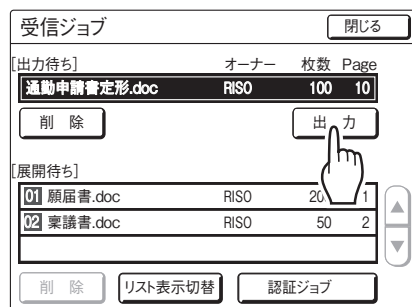 受信ジョブ 閉じる
[出力待ち] オーナー 枚数 Page
通勤申請書定形.doc RISO 100 10
削 除 出 力
[展開待ち]
01 願届書.doc RISO 20 1
02 稟議書.doc RISO 50 2
削 除 リスト表示切替 認証ジョブ